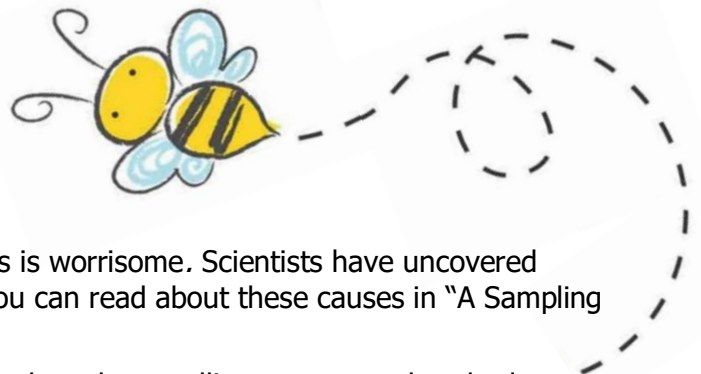 s is worrisome. Scientists have uncovered
ou can read about these causes in “A Sampling